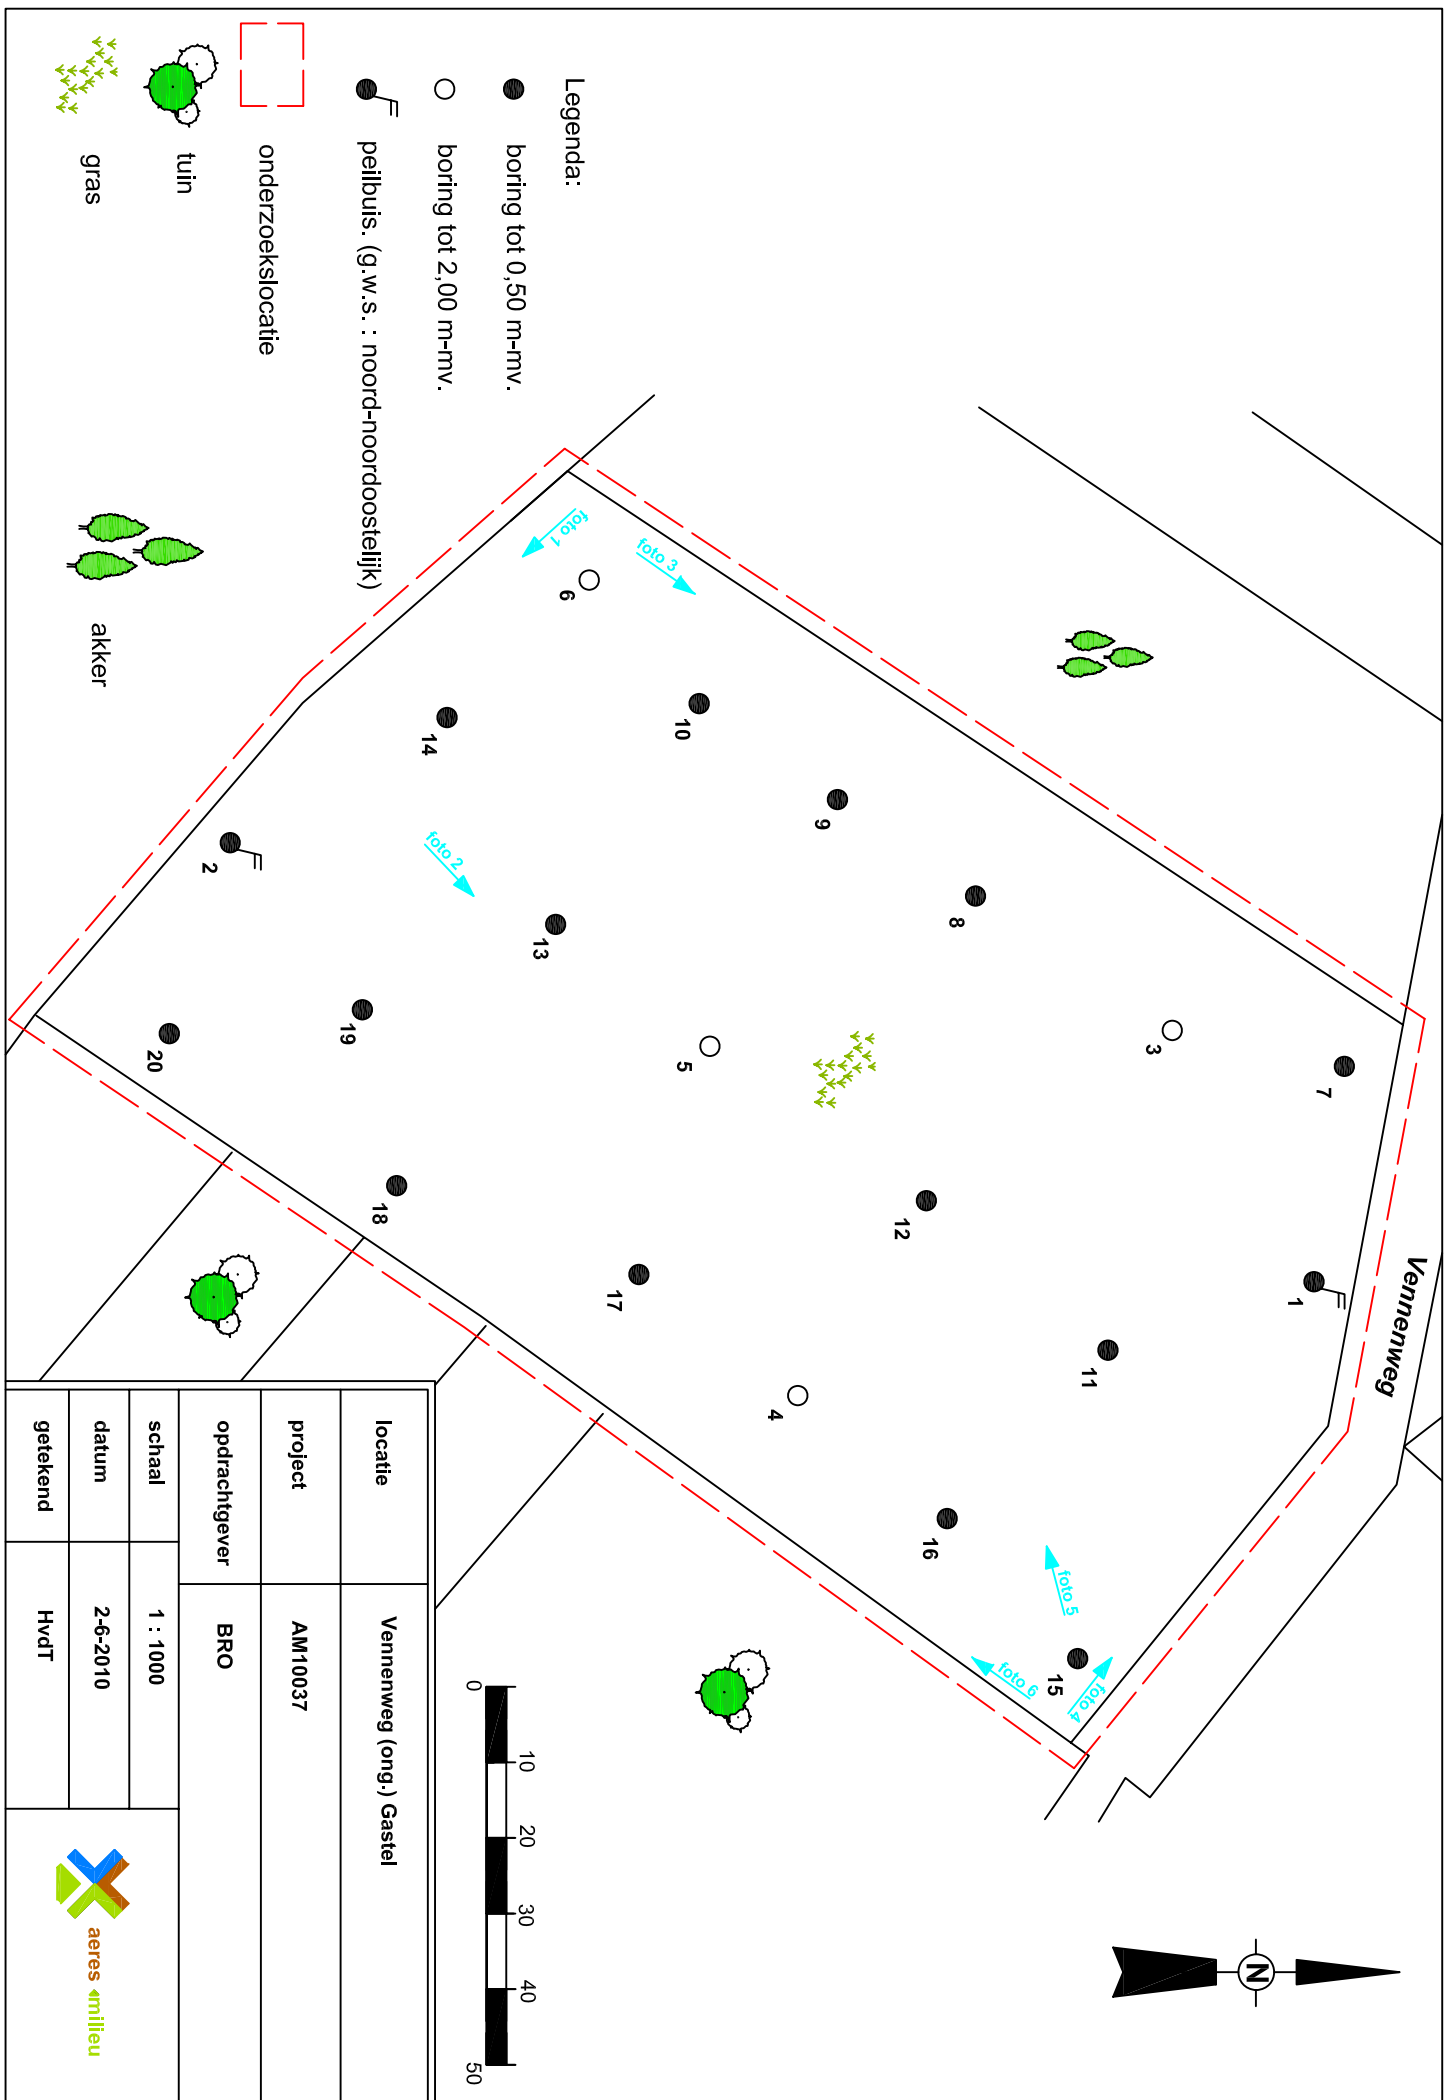 Legenda:
boring tot 0,50 m-mv.
boring tot 2,00 m-mv.
peilbuis. (g.w.s. : noord-noordoostelijk)
onderzoekslocatie
tuin
gras
akker
Vennenweg
7
3
1
11
8
12
9
10
5
16
15
4
6
13
17
14
19
18
2
20
foto 1
foto 3
foto 2
foto 5
foto 4
foto 6
N
0 10 20 30 40 50
locatie Vennenweg (ong.) Gastel
project AM10037
opdrachtgever BRO
schaal 1 : 1000
datum 2-6-2010
getekend HvdT
aeres milieu